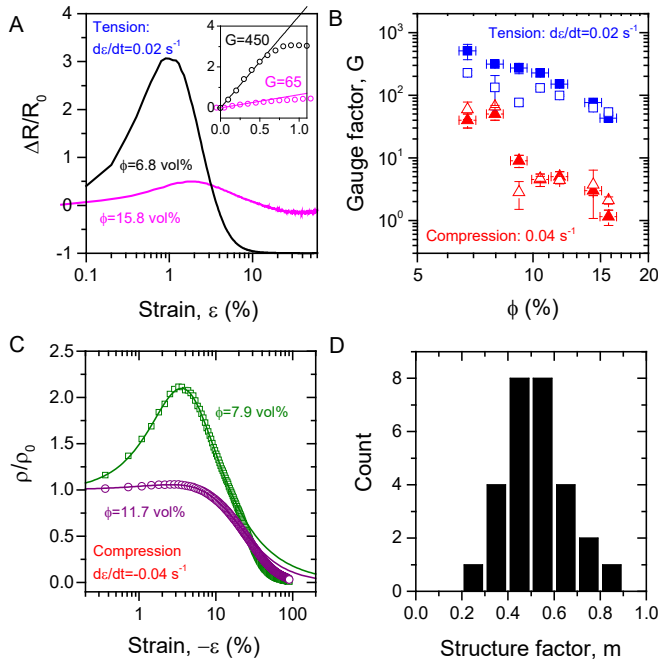 A
Tension:
dε/dt=0.02 s⁻¹
ϕ=6.8 vol%
ϕ=15.8 vol%
ΔR/R₀
5
4
3
2
1
0
-1
0.1
1
10
Strain, ε (%)
G=450
G=65
4
2
0
0.0
0.5
1.0
B
Tension: dε/dt=0.02 s⁻¹
Compression: 0.04 s⁻¹
Gauge factor, G
10³
10²
10¹
10⁰
5
10
15
20
ϕ (%)
C
ϕ=7.9 vol%
ϕ=11.7 vol%
Compression
dε/dt=-0.04 s⁻¹
ρ/ρ₀
2.5
2.0
1.5
1.0
0.5
0.0
1
10
100
Strain, −ε (%)
D
Count
8
6
4
2
0
0.0
0.2
0.4
0.6
0.8
1.0
Structure factor, m